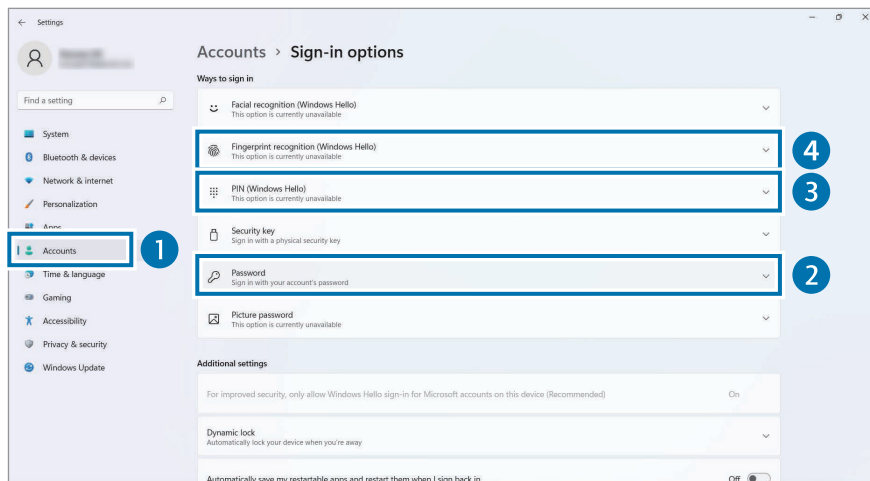 Settings
Accounts > Sign-in options
Ways to sign in
Find a setting
System
Bluetooth & devices
Network & internet
Personalization
Apps
Accounts
Time & language
Gaming
Accessibility
Privacy & security
Windows Update
Facial recognition (Windows Hello)
This option is currently unavailable
Fingerprint recognition (Windows Hello)
This option is currently unavailable
4
PIN (Windows Hello)
This option is currently unavailable
3
Security key
Sign in with a physical security key
1
Password
Sign in with your account's password
2
Picture password
This option is currently unavailable
Additional settings
For improved security, only allow Windows Hello sign-in for Microsoft accounts on this device (Recommended)
On
Dynamic lock
Automatically lock your device when you're away
Automatically save my restartable apps and restart them when I sign back in
Off